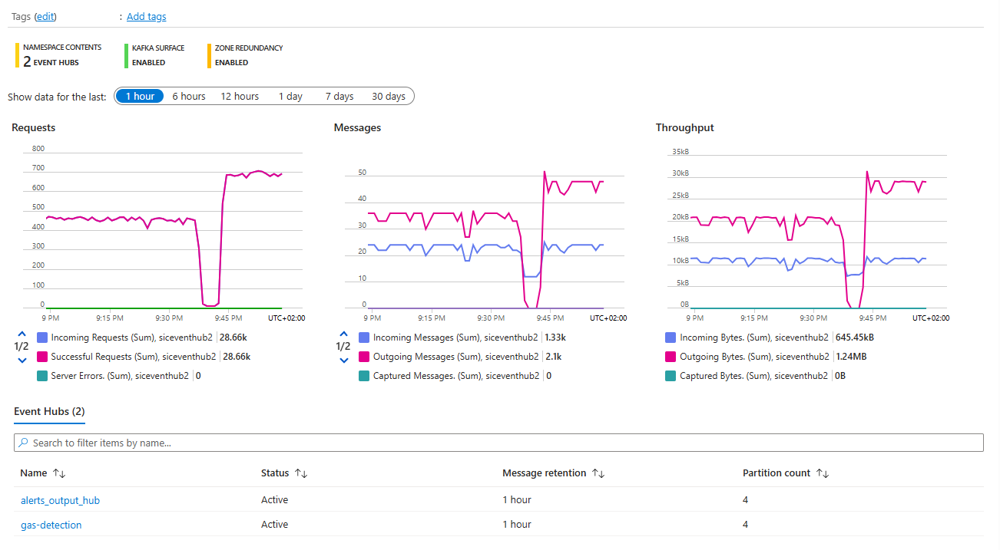 Tags (edit) : Add tags
NAMESPACE CONTENTS
2 EVENT HUBS
KAFKA SURFACE
ENABLED
ZONE REDUNDANCY
ENABLED
Show data for the last: 1 hour 6 hours 12 hours 1 day 7 days 30 days
Requests
800
700
600
500
400
300
200
100
0
9 PM 9:15 PM 9:30 PM 9:45 PM UTC+02:00
1/2
Incoming Requests (Sum), siceventhub2 28.66k
Successful Requests (Sum), siceventhub2 28.66k
Server Errors. (Sum), siceventhub2 0
Messages
50
40
30
20
10
0
9 PM 9:15 PM 9:30 PM 9:45 PM UTC+02:00
1/2
Incoming Messages (Sum), siceventhub2 1.33k
Outgoing Messages (Sum), siceventhub2 2.1k
Captured Messages. (Sum), siceventhub2 0
Throughput
35kB
30kB
25kB
20kB
15kB
10kB
5kB
0B
9 PM 9:15 PM 9:30 PM 9:45 PM UTC+02:00
Incoming Bytes. (Sum), siceventhub2 645.45kB
Outgoing Bytes. (Sum), siceventhub2 1.24MB
Captured Bytes. (Sum), siceventhub2 0B
Event Hubs (2)
Search to filter items by name...
Name Status Message retention Partition count
alerts_output_hub Active 1 hour 4
gas-detection Active 1 hour 4